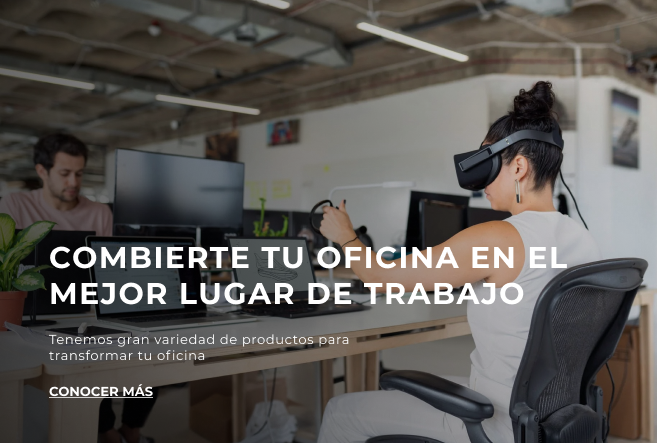 COMBIERTE TU OFICINA EN EL
MEJOR LUGAR DE TRABAJO
Tenemos gran variedad de productos para
transformar tu oficina
CONOCER MÁS